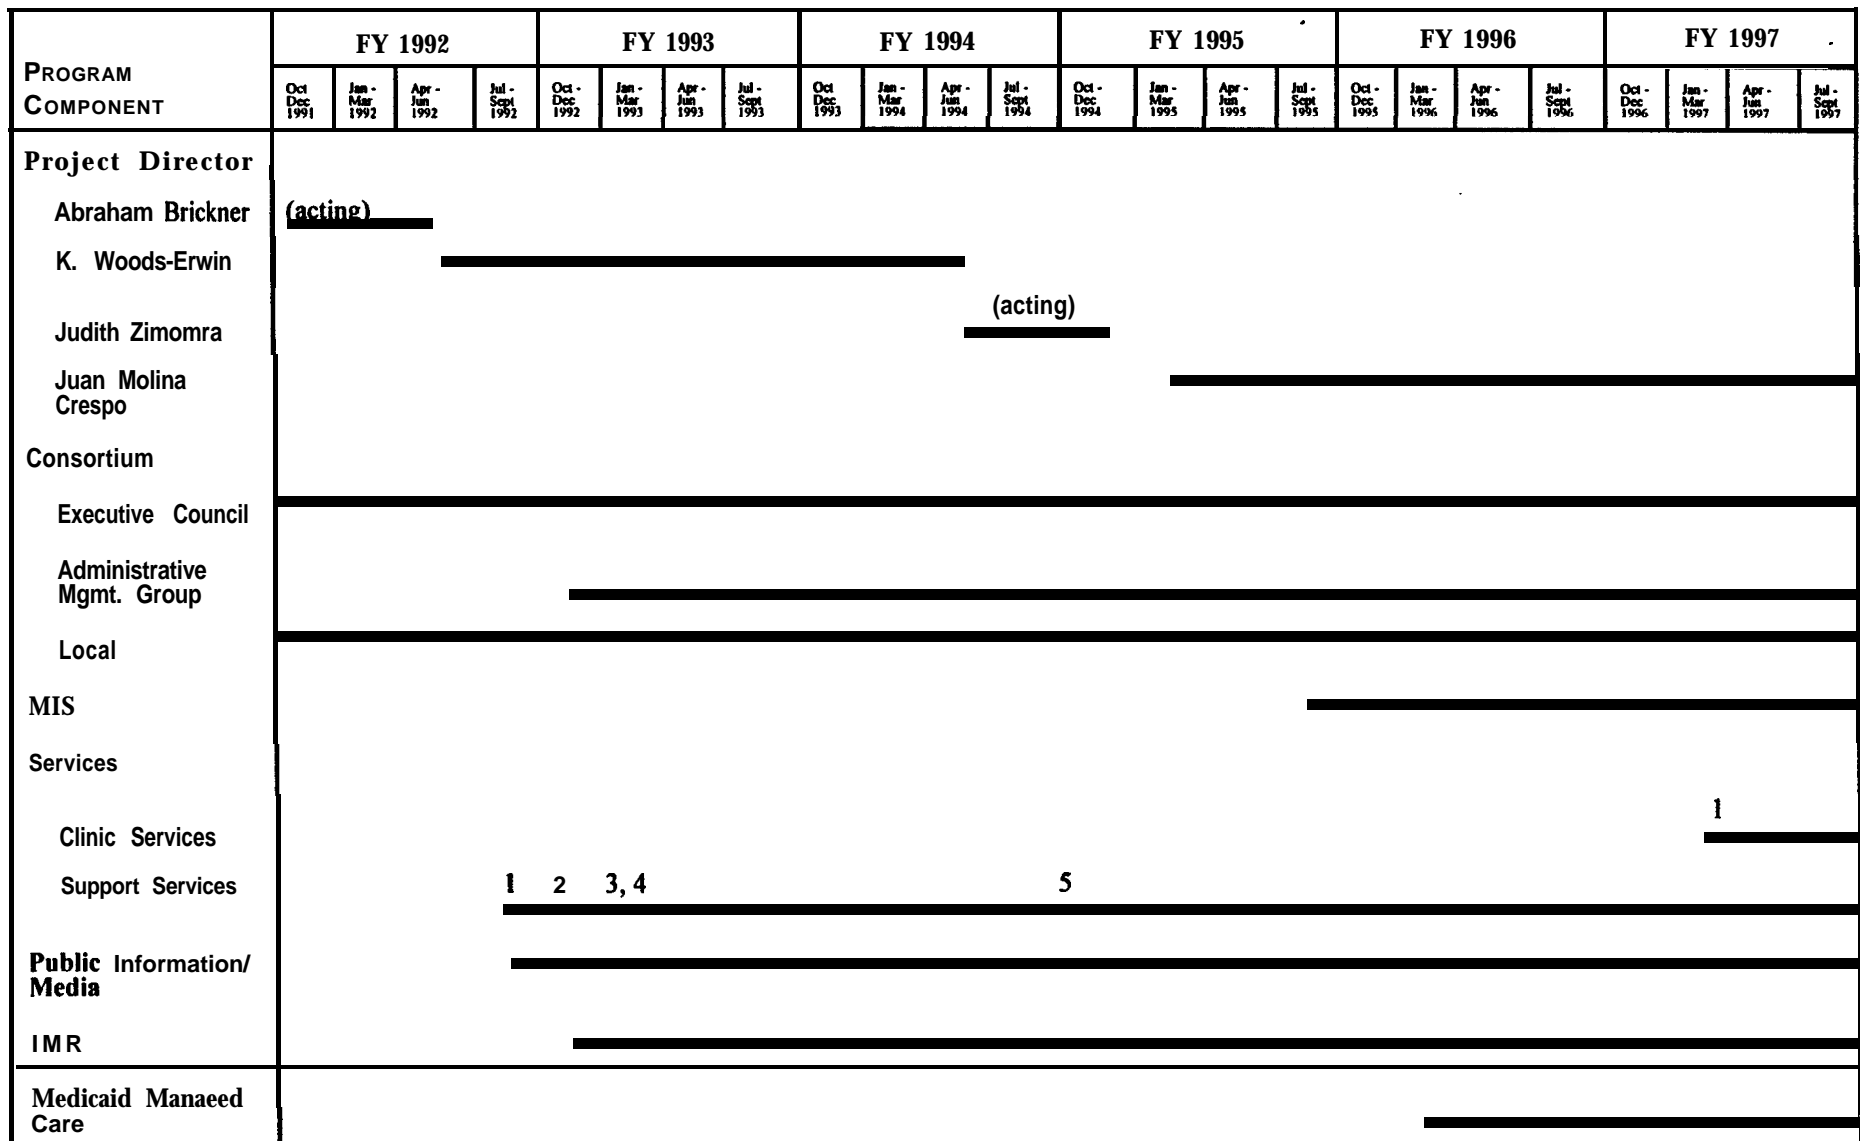 PROGRAM COMPONENT
FY 1992 FY 1993 FY 1994 FY 1995 FY 1996 FY 1997
Oct Dec 1991
Jan - Mar 1992
Apr - Jun 1992
Jul - Sept 1992
Oct - Dec 1992
Jan - Mar 1993
Apr - Jun 1993
Jul - Sept 1993
Oct Dec 1993
Jan - Mar 1994
Apr - Jun 1994
Jul - Sept 1994
Oct - Dec 1994
Jan - Mar 1995
Apr - Jun 1995
Jul - Sept 1995
Oct - Dec 1995
Jan - Mar 1996
Apr - Jun 1996
Jul - Sept 1996
Oct - Dec 1996
Jan - Mar 1997
Apr - Jun 1997
Jul - Sept 1997
Project Director
Abraham Brickner (acting)
K. Woods-Erwin
(acting)
Judith Zimomra
Juan Molina
Crespo
Consortium
Executive Council
Administrative
Mgmt. Group
Local
MIS
Services
1
Clinic Services
Support Services 1 2 3, 4 5
Public Information/
Media
IMR
Medicaid Manaeed
Care